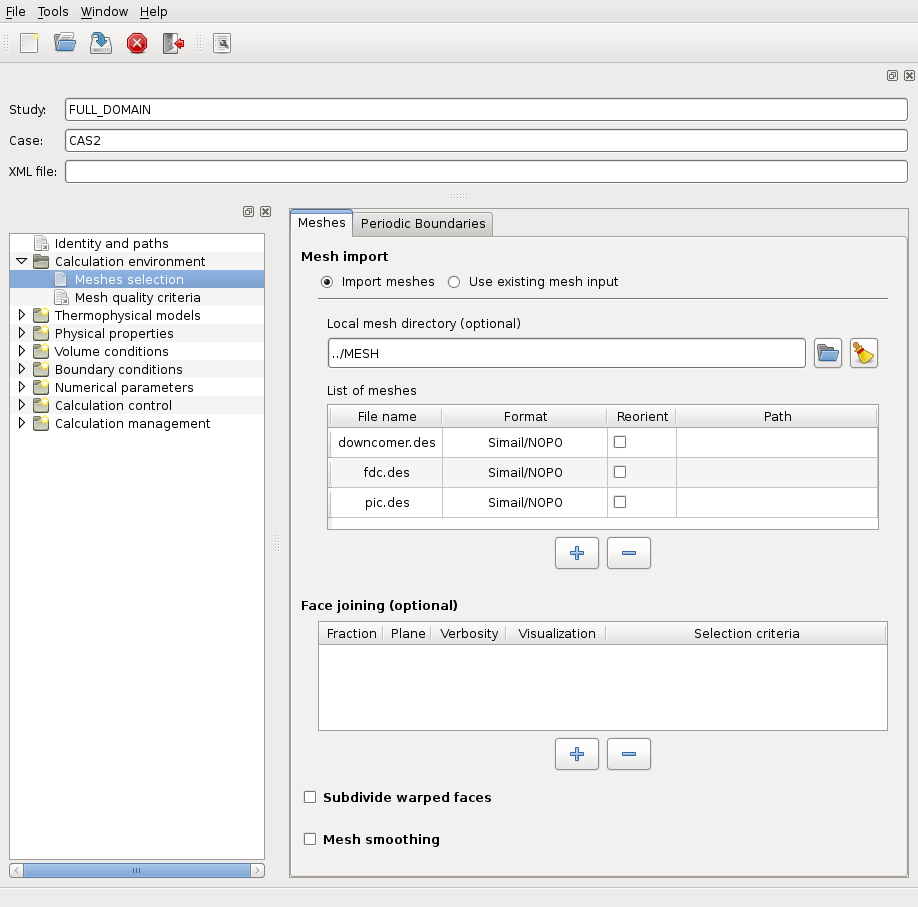 File Tools Window Help
Study: FULL_DOMAIN
Case: CAS2
XML file:
Identity and paths
Calculation environment
Meshes selection
Mesh quality criteria
Thermophysical models
Physical properties
Volume conditions
Boundary conditions
Numerical parameters
Calculation control
Calculation management
Meshes Periodic Boundaries
Mesh import
Import meshes Use existing mesh input
Local mesh directory (optional)
../MESH
List of meshes
File name Format Reorient Path
downcomer.des Simail/NOPO
fdc.des Simail/NOPO
pic.des Simail/NOPO
Face joining (optional)
Fraction Plane Verbosity Visualization Selection criteria
Subdivide warped faces
Mesh smoothing